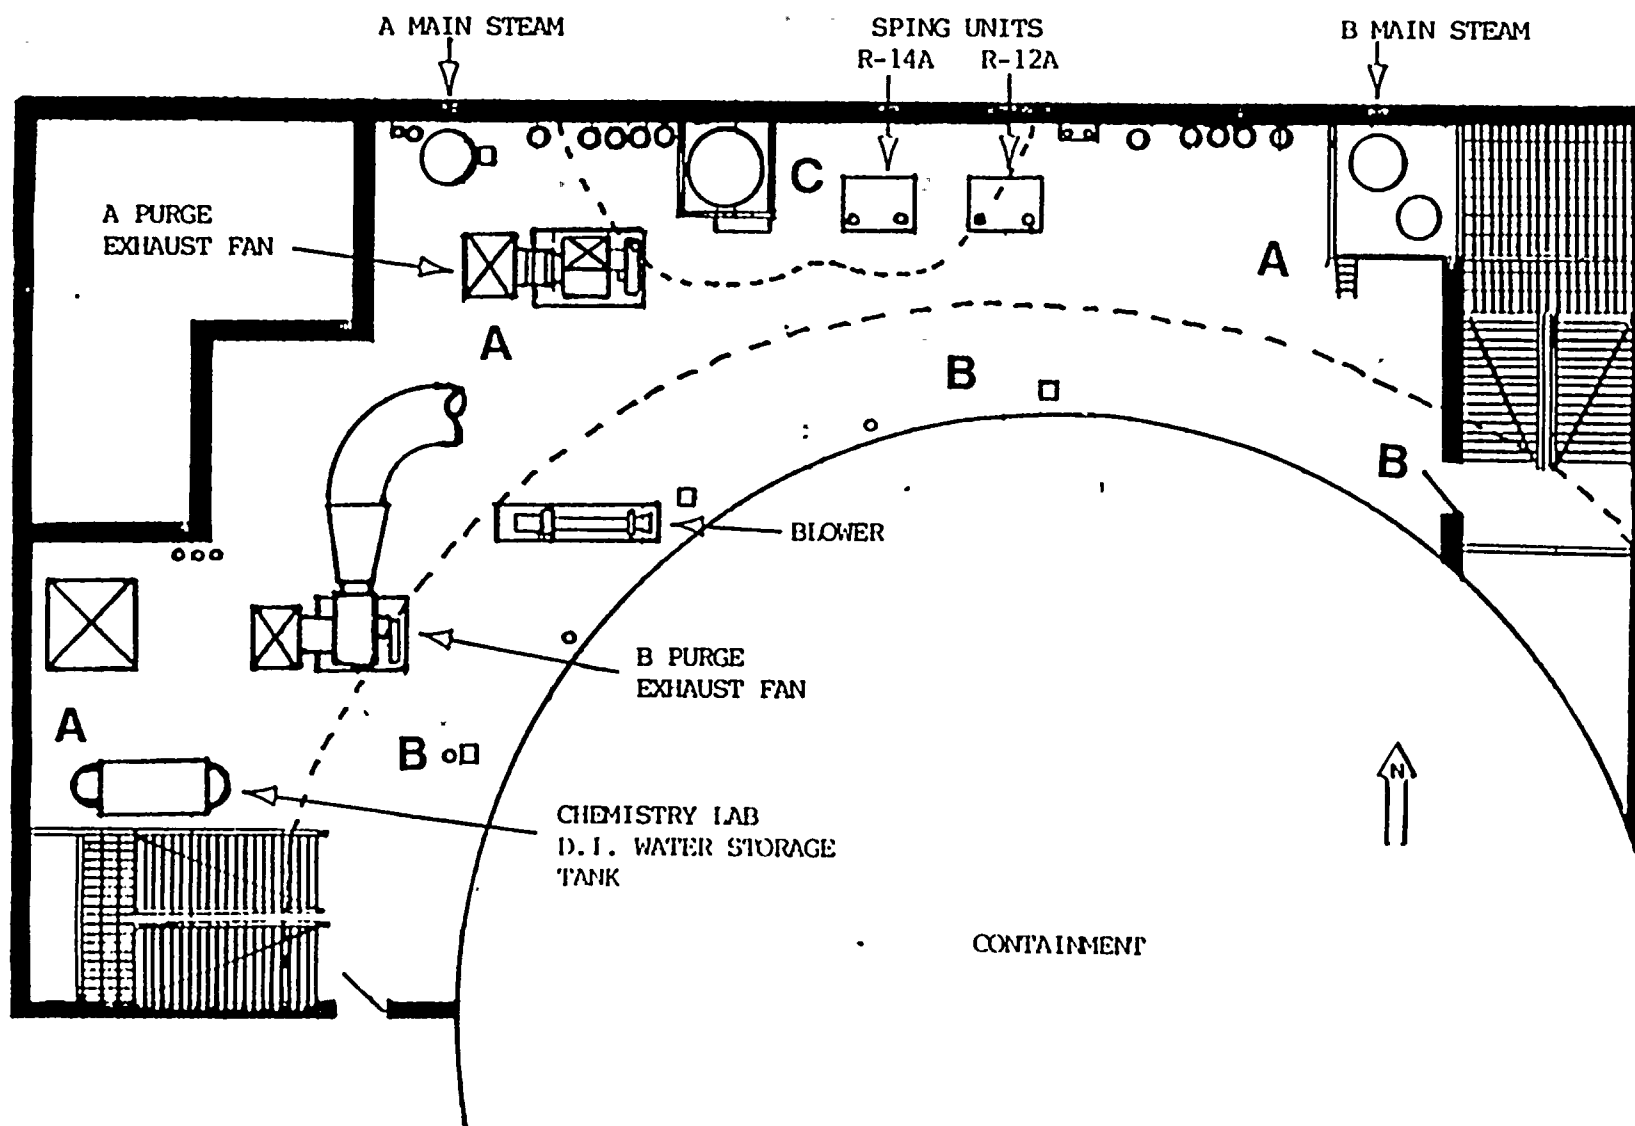 A MAIN STEAM
SPING UNITS
R-14A R-12A
B MAIN STEAM
C
A PURGE
EXHAUST FAN
A
A
B
B
BLOWER
B PURGE
EXHAUST FAN
A
B
N
CHEMISTRY LAB
D.I. WATER STORAGE
TANK
CONTAINMENT